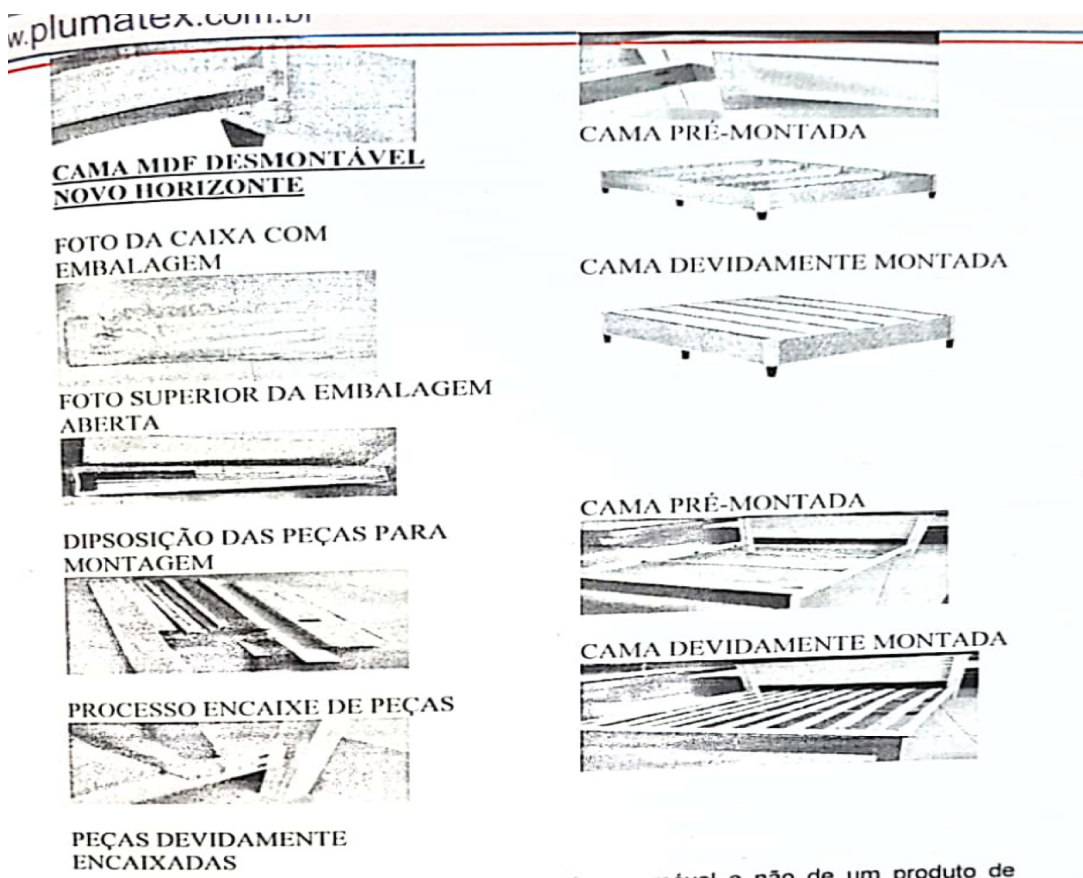 w.plumatex.com.br
CAMA MDF DESMONTÁVEL
NOVO HORIZONTE
FOTO DA CAIXA COM
EMBALAGEM
FOTO SUPERIOR DA EMBALAGEM
ABERTA
DIPSOSIÇÃO DAS PEÇAS PARA
MONTAGEM
PROCESSO ENCAIXE DE PEÇAS
PEÇAS DEVIDAMENTE
ENCAIXADAS
CAMA PRÉ-MONTADA
CAMA DEVIDAMENTE MONTADA
CAMA PRÉ-MONTADA
CAMA DEVIDAMENTE MONTADA
e não de um produto de